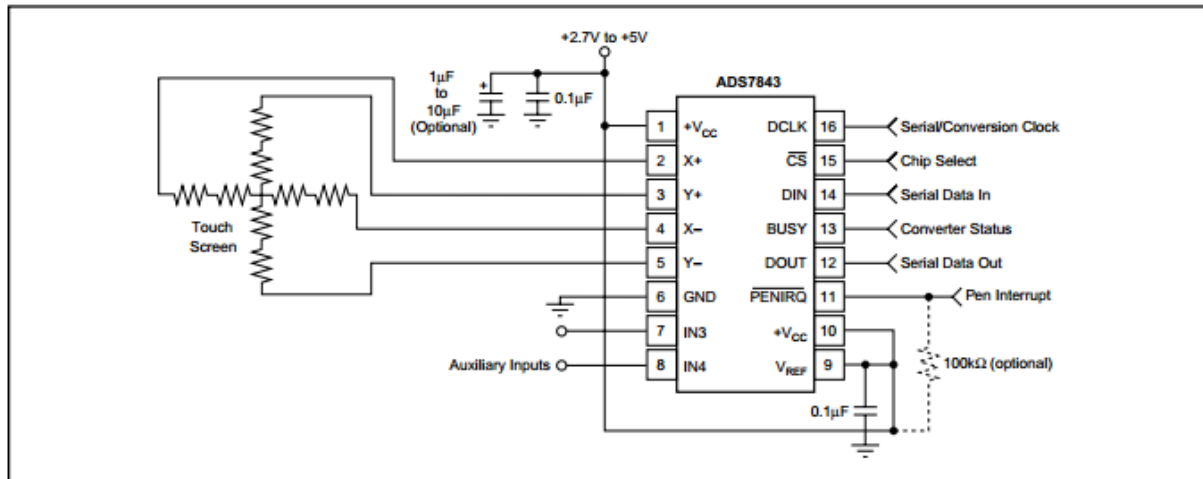 +2.7V to +5V
1µF
to
10µF
(Optional)
+
0.1µF
ADS7843
Touch
Screen
1 +VCC
2 X+
3 Y+
4 X–
5 Y–
6 GND
7 IN3
8 IN4
Auxiliary Inputs
DCLK 16 Serial/Conversion Clock
CS 15 Chip Select
DIN 14 Serial Data In
BUSY 13 Converter Status
DOUT 12 Serial Data Out
PENIRQ 11 Pen Interrupt
+VCC 10
VREF 9
100kΩ (optional)
0.1µF